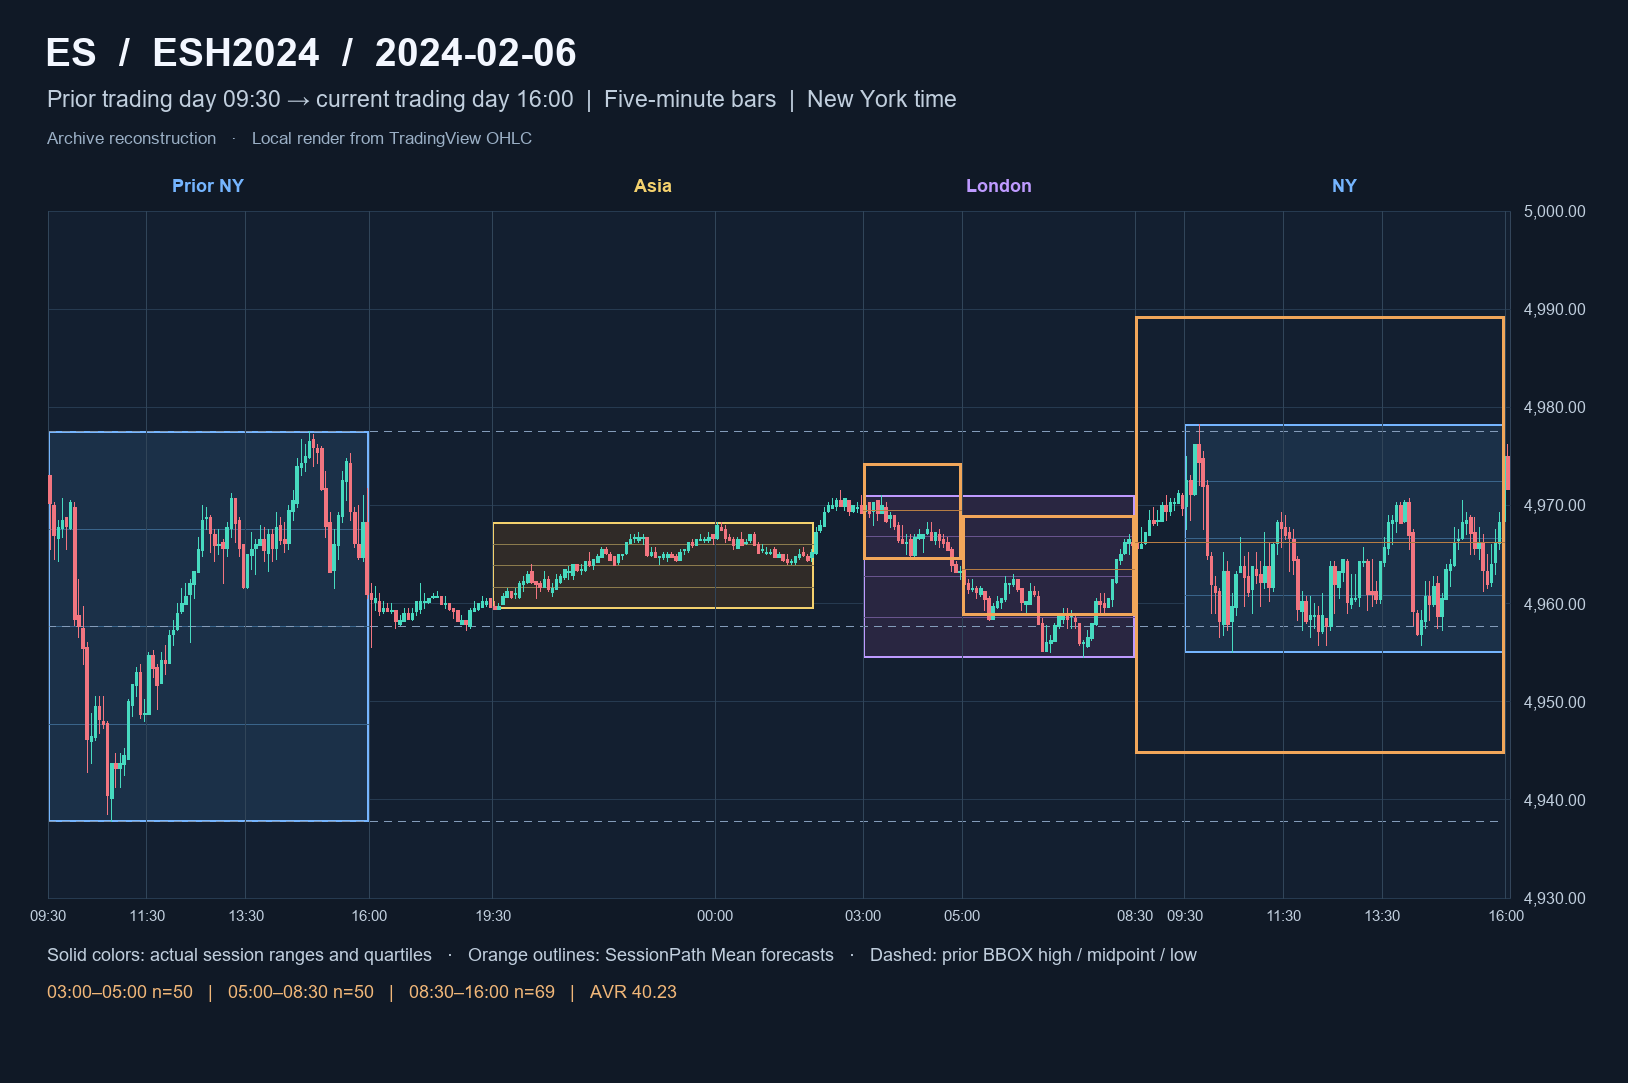 ES / ESH2024 / 2024-02-06
Prior trading day 09:30 → current trading day 16:00 | Five-minute bars | New York time
Archive reconstruction · Local render from TradingView OHLC
Prior NY Asia London NY
5,000.00
4,990.00
4,980.00
4,970.00
4,960.00
4,950.00
4,940.00
4,930.00
09:30 11:30 13:30 16:00 19:30 00:00 03:00 05:00 08:30 09:30 11:30 13:30 16:00
Solid colors: actual session ranges and quartiles · Orange outlines: SessionPath Mean forecasts · Dashed: prior BBOX high / midpoint / low
03:00–05:00 n=50 | 05:00–08:30 n=50 | 08:30–16:00 n=69 | AVR 40.23